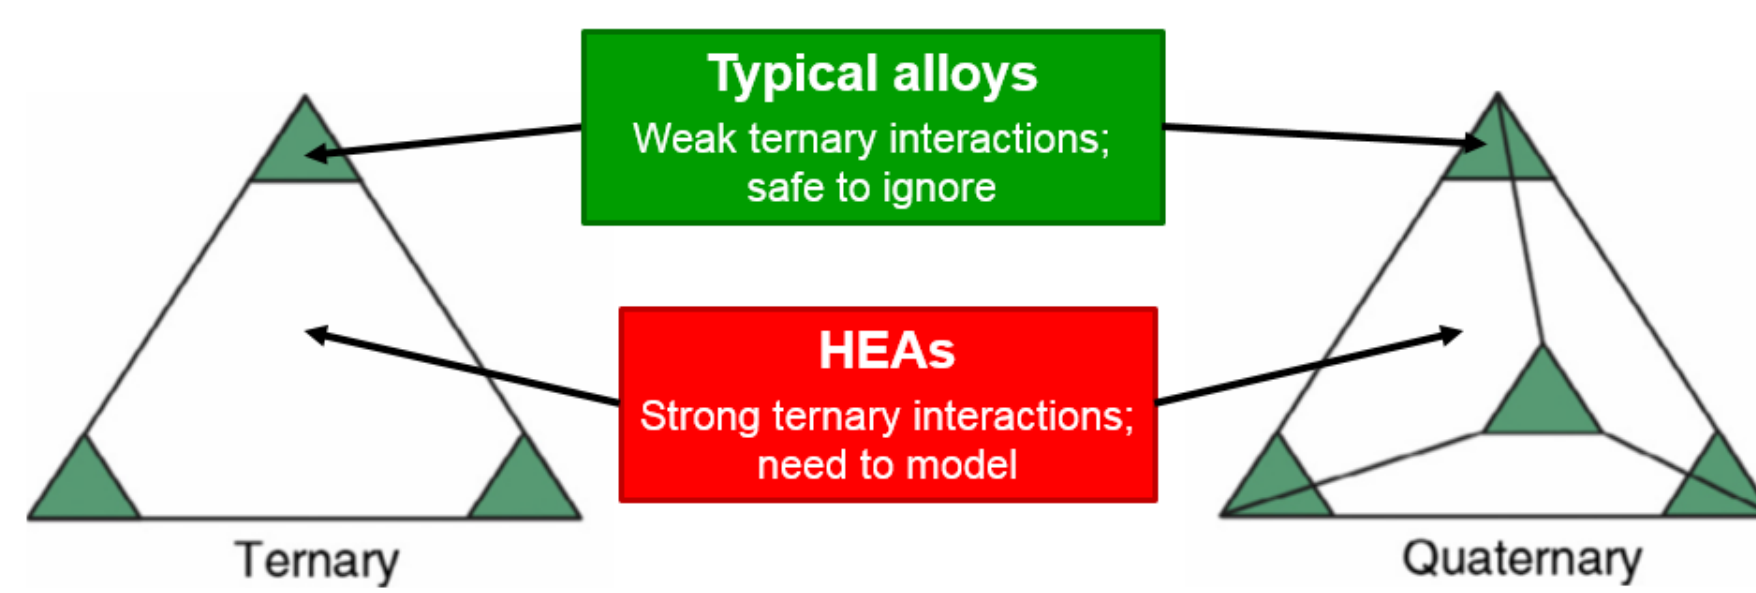 Typical alloys
Weak ternary interactions;
safe to ignore
HEAs
Strong ternary interactions;
need to model
Ternary
Quaternary